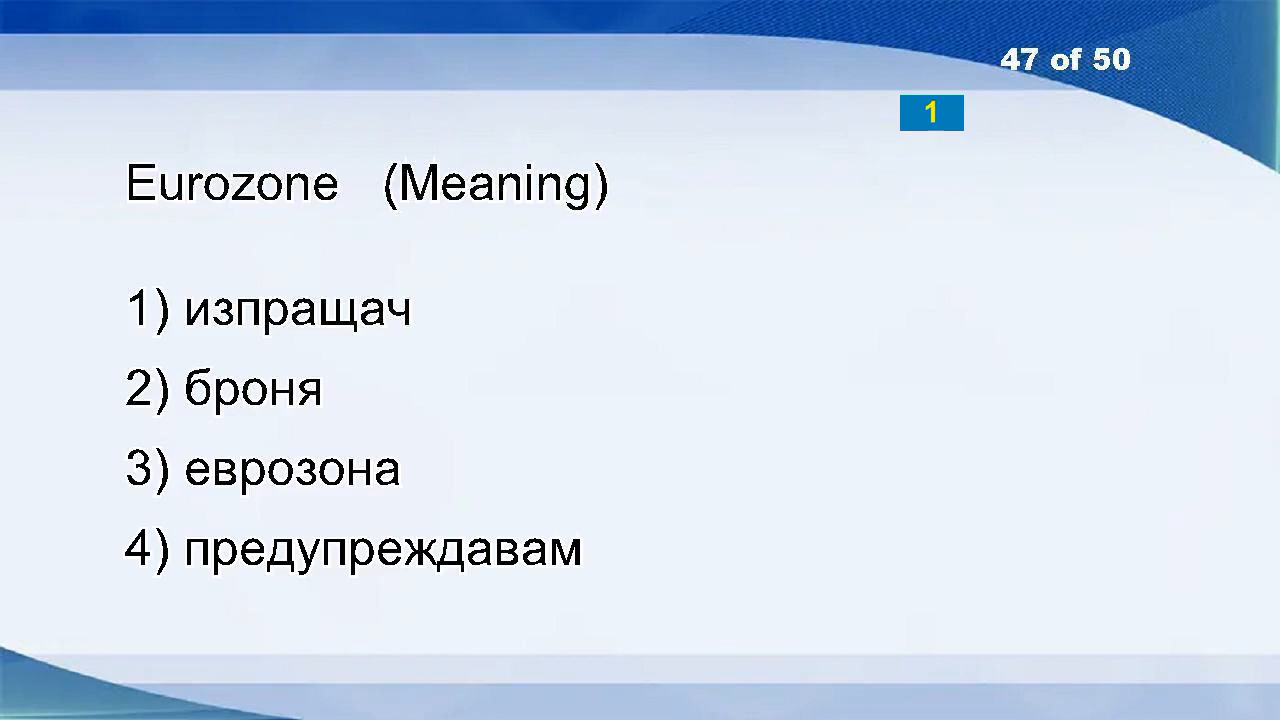 47 of 50
1
Eurozone (Meaning)
1) изпращач
2) броня
3) еврозона
4) предупреждавам